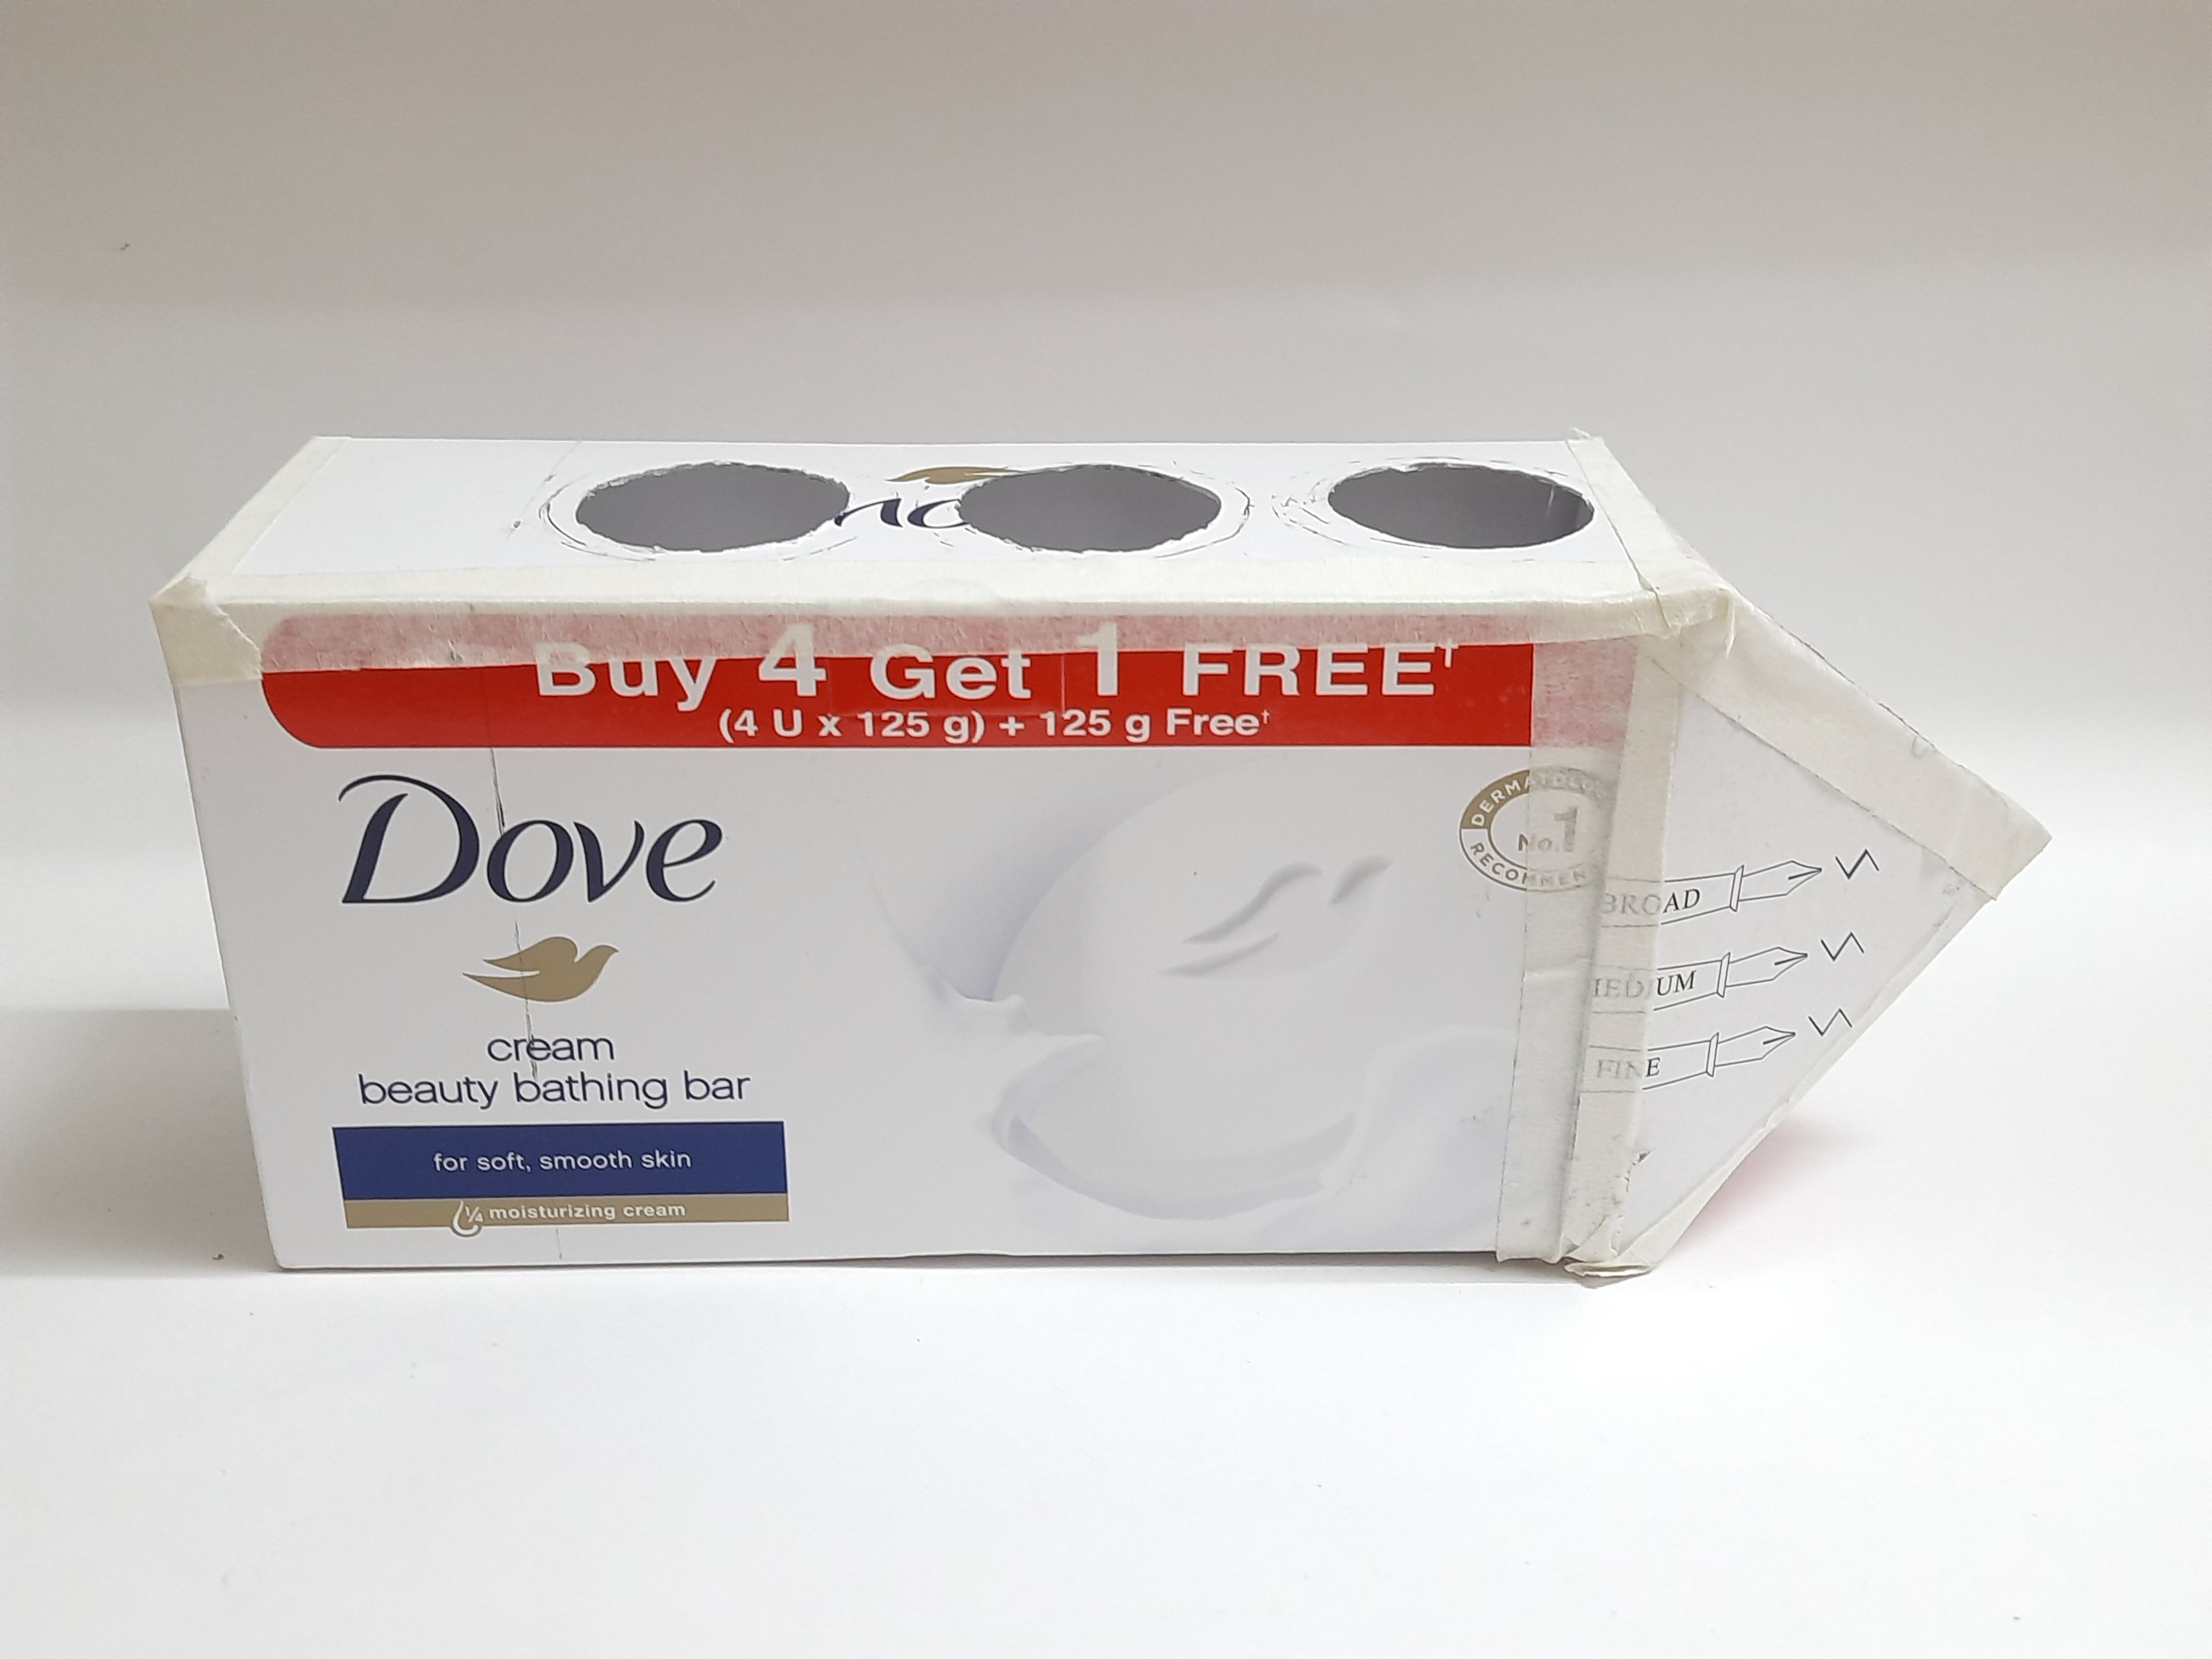 Buy 4 Get 1 FREE†
(4 U x 125 g) + 125 g Free†
Dove
cream
beauty bathing bar
for soft, smooth skin
1/4 moisturizing cream
No.1
BROAD
FINE